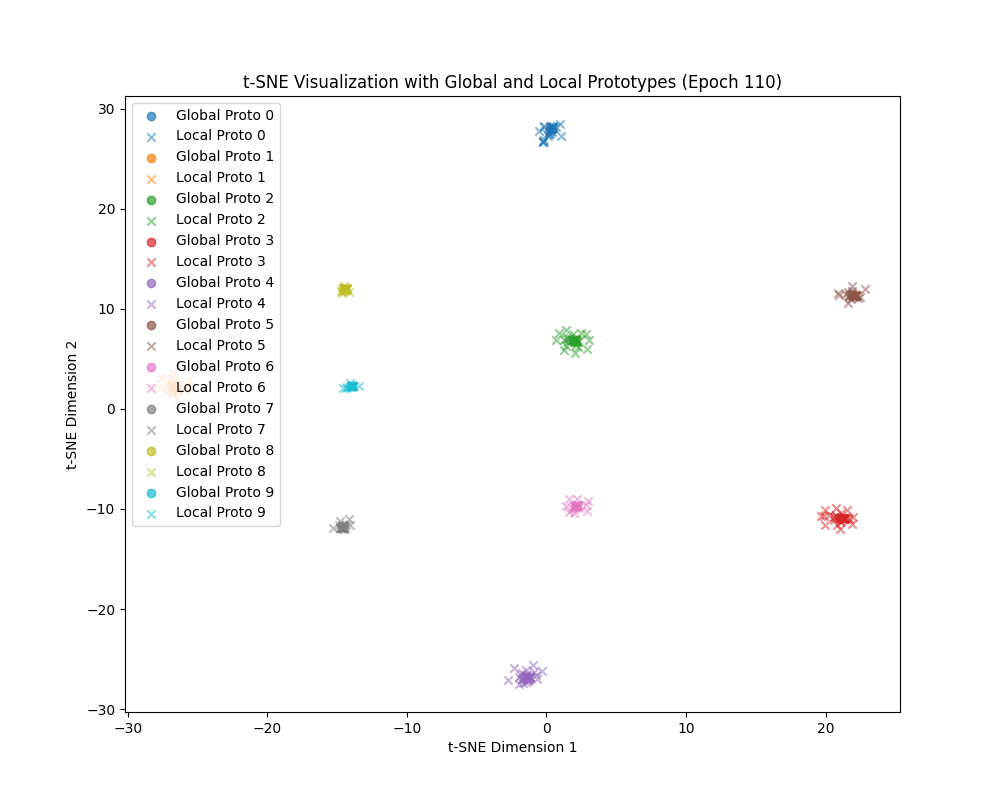 t-SNE Visualization with Global and Local Prototypes (Epoch 110)
Global Proto 0
Local Proto 0
Global Proto 1
Local Proto 1
Global Proto 2
Local Proto 2
Global Proto 3
Local Proto 3
Global Proto 4
Local Proto 4
Global Proto 5
Local Proto 5
Global Proto 6
Local Proto 6
Global Proto 7
Local Proto 7
Global Proto 8
Local Proto 8
Global Proto 9
Local Proto 9
30
20
10
0
−10
−20
−30
t-SNE Dimension 2
−30 −20 −10 0 10 20
t-SNE Dimension 1